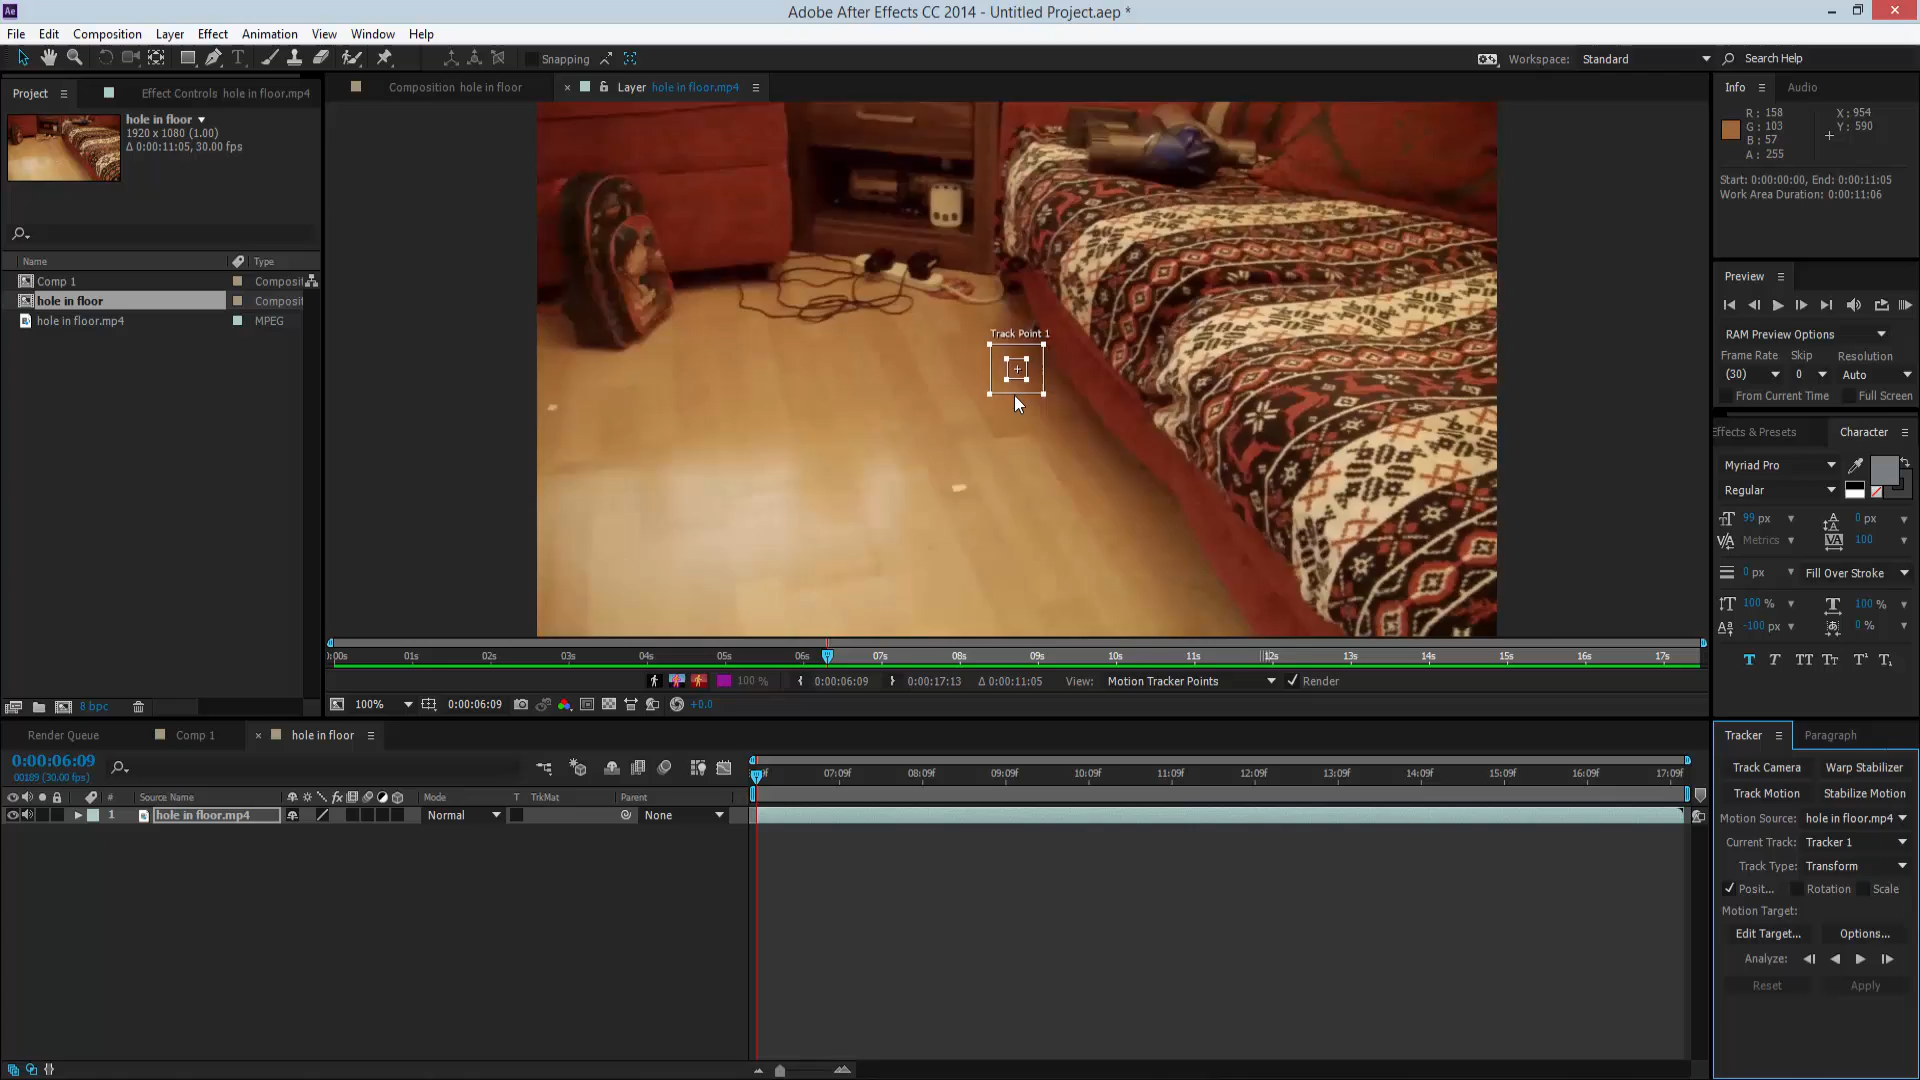 Adobe After Effects CC 2014 - Untitled Project.aep *
File Edit Composition Layer Effect Animation View Window Help
Snapping
Workspace: Standard
Search Help
Project
Effect Controls hole in floor.mp4
hole in floor
1920 x 1080 (1.00)
Δ 0:00:11:05, 30.00 fps
Name Type
Comp 1 Composit
hole in floor Composit
hole in floor.mp4 MPEG
8 bpc
Composition hole in floor
Layer hole in floor.mp4
Track Point 1
0:00s 01s 02s 03s 04s 05s 06s 07s 08s 09s 10s 11s 12s 13s 14s 15s 16s 17s
100 % 0:00:06:09 0:00:17:13 Δ 0:00:11:05 View: Motion Tracker Points Render
100% 0:00:06:09 +0.0
Info Audio
R: 158
G: 103
B: 57
A: 255
X: 954
Y: 590
Start: 0:00:00:00, End: 0:00:11:05
Work Area Duration: 0:00:11:06
Preview
RAM Preview Options
Frame Rate Skip Resolution
(30) 0 Auto
From Current Time Full Screen
Effects & Presets Character
Myriad Pro
Regular
99 px 0 px
Metrics 100
0 px Fill Over Stroke
100 % 100 %
-100 px 0 %
Render Queue Comp 1 hole in floor
0:00:06:09
00189 (30.00 fps)
# Source Name Mode T TrkMat Parent
1 hole in floor.mp4 Normal None
07:09f 08:09f 09:09f 10:09f 11:09f 12:09f 13:09f 14:09f 15:09f 16:09f 17:09f
Tracker Paragraph
Track Camera Warp Stabilizer
Track Motion Stabilize Motion
Motion Source: hole in floor.mp4
Current Track: Tracker 1
Track Type: Transform
Posit... Rotation Scale
Motion Target:
Edit Target... Options...
Analyze:
Reset Apply